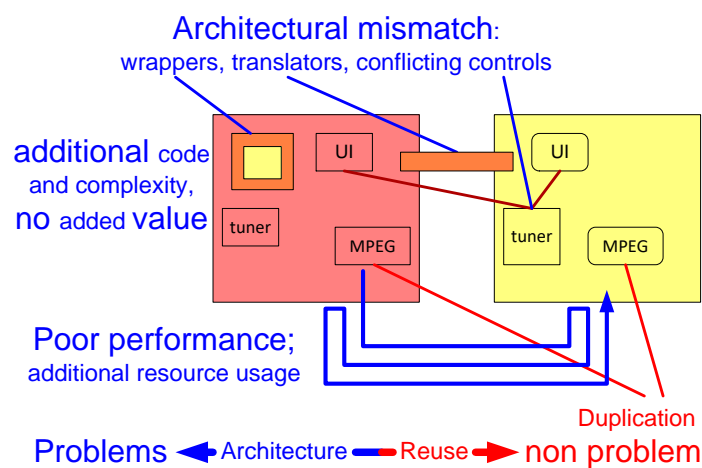 Architectural mismatch:
wrappers, translators, conflicting controls
additional code
and complexity,
no added value
UI
UI
tuner
tuner
MPEG
MPEG
Poor performance;
additional resource usage
Duplication
Problems Architecture Reuse non problem